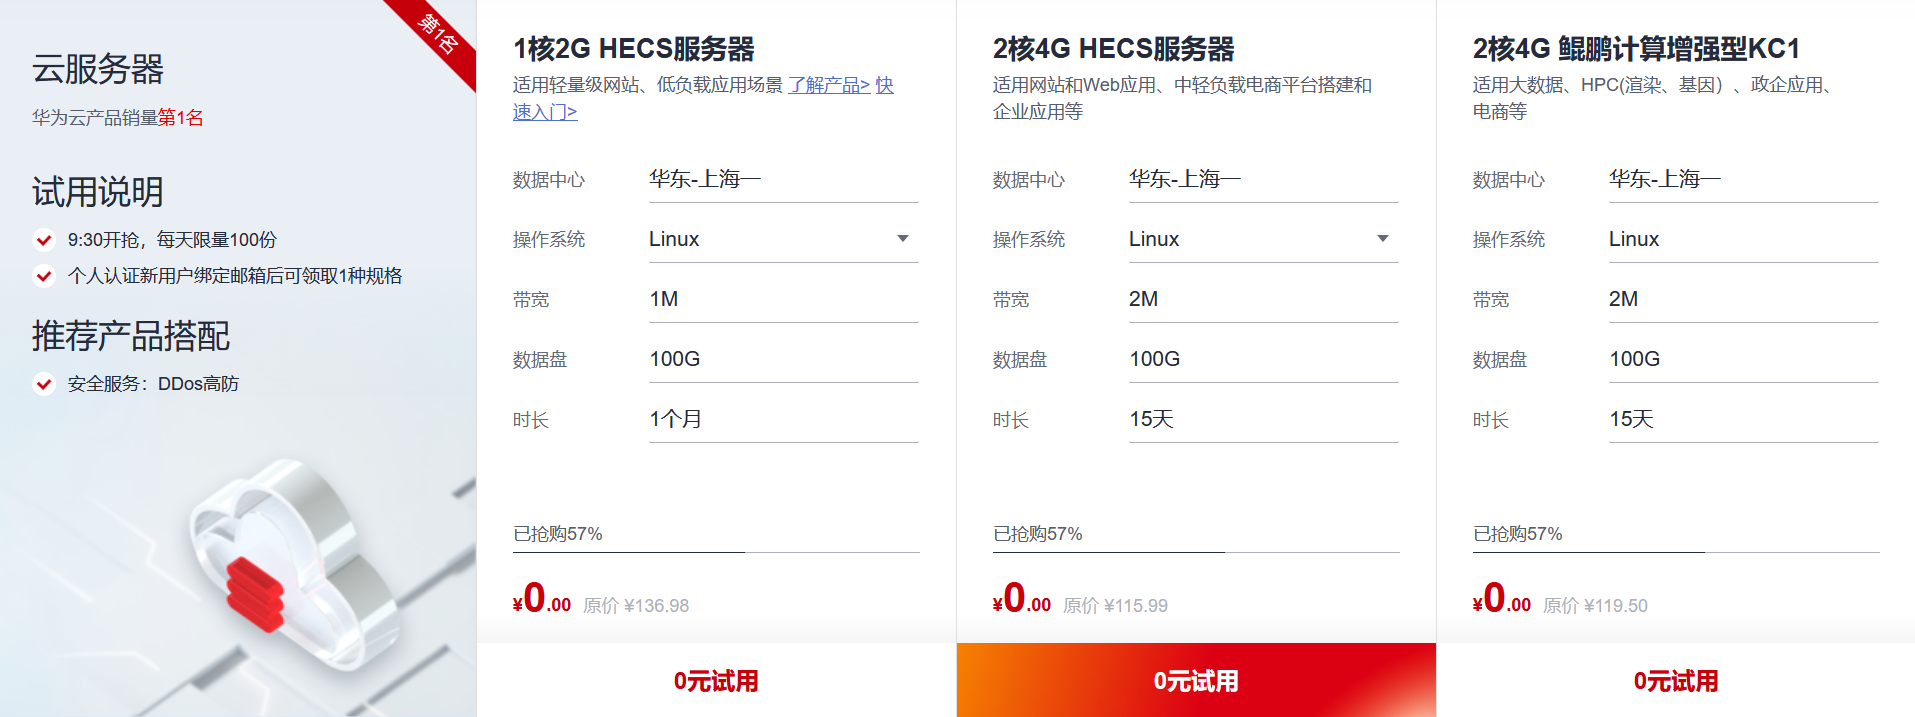 第1名
云服务器
华为云产品销量第1名
试用说明
9:30开抢，每天限量100份
个人认证新用户绑定邮箱后可领取1种规格
推荐产品搭配
安全服务：DDos高防
1核2G HECS服务器
适用轻量级网站、低负载应用场景 了解产品> 快
速入门>
数据中心 华东-上海一
操作系统 Linux
带宽 1M
数据盘 100G
时长 1个月
已抢购57%
¥0.00 原价 ¥136.98
0元试用
2核4G HECS服务器
适用网站和Web应用、中轻负载电商平台搭建和
企业应用等
数据中心 华东-上海一
操作系统 Linux
带宽 2M
数据盘 100G
时长 15天
已抢购57%
¥0.00 原价 ¥115.99
0元试用
2核4G 鲲鹏计算增强型KC1
适用大数据、HPC(渲染、基因）、政企应用、
电商等
数据中心 华东-上海一
操作系统 Linux
带宽 2M
数据盘 100G
时长 15天
已抢购57%
¥0.00 原价 ¥119.50
0元试用